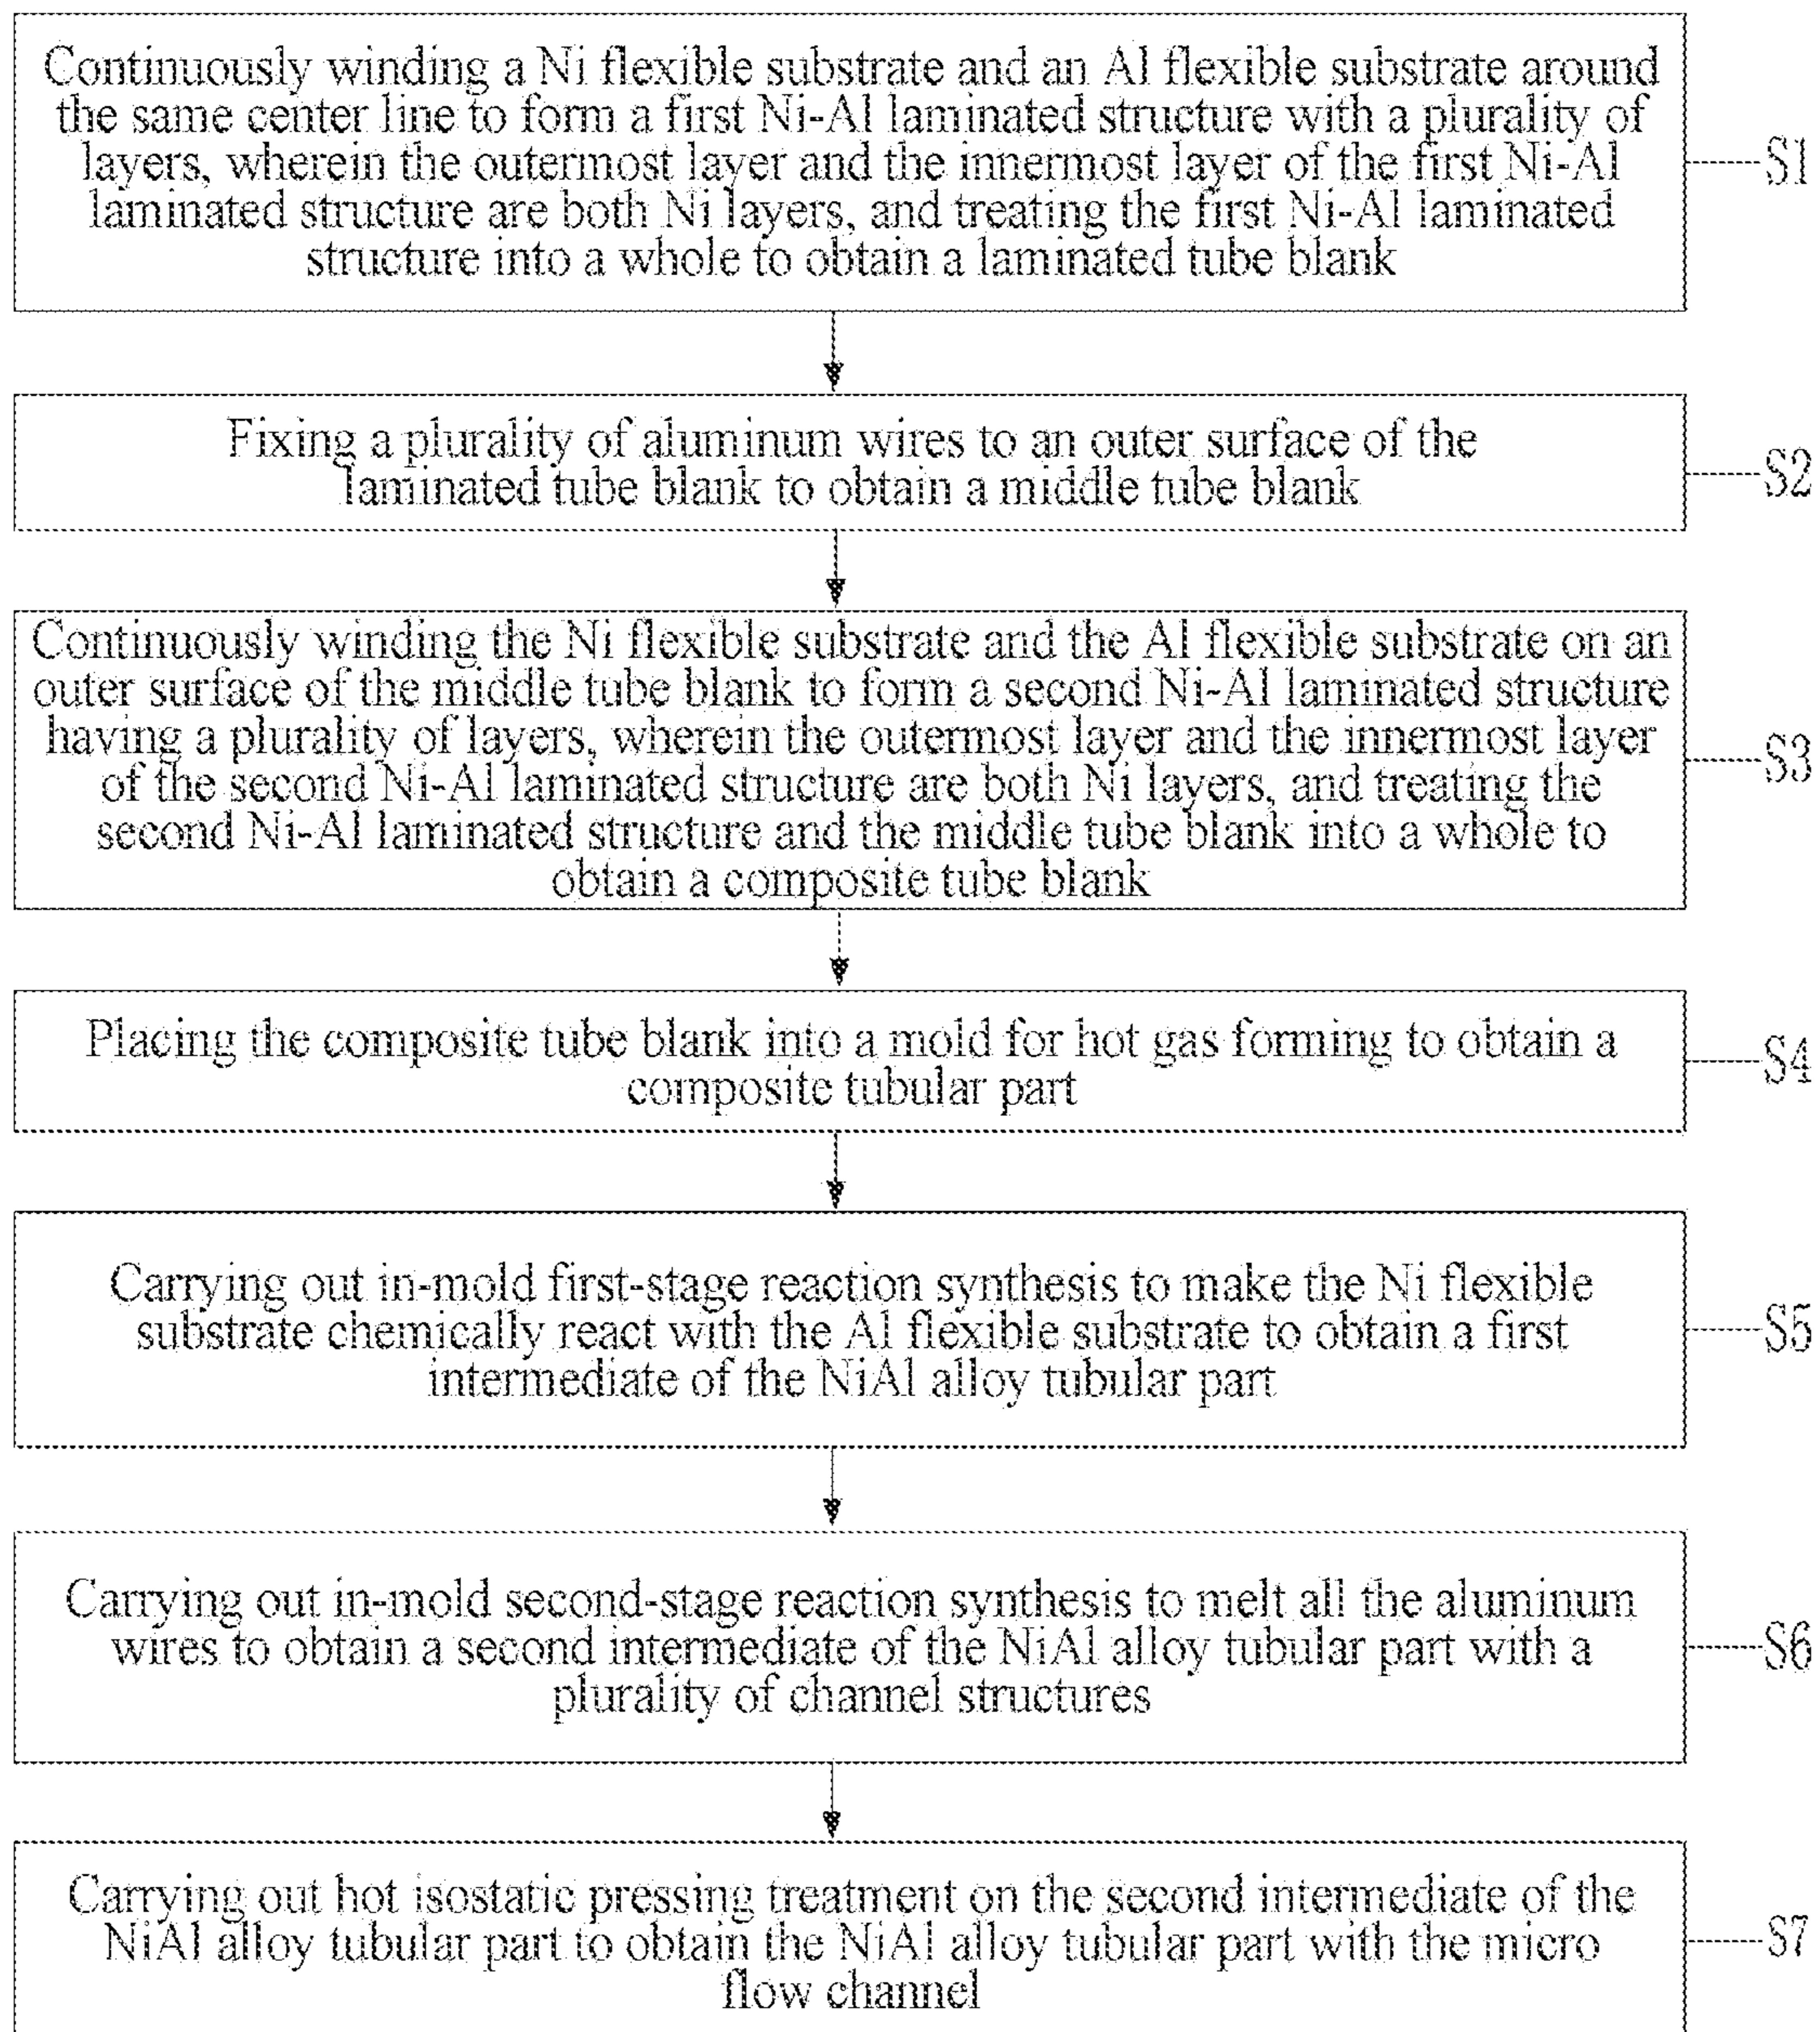 Continuously winding a Ni flexible substrate and an Al flexible substrate around
the same center line to form a first Ni-Al laminated structure with a plurality of
layers, wherein the outermost layer and the innermost layer of the first Ni-Al
laminated structure are both Ni layers, and treating the first Ni-Al laminated
structure into a whole to obtain a laminated tube blank
S1
Fixing a plurality of aluminum wires to an outer surface of the
laminated tube blank to obtain a middle tube blank
S2
Continuously winding the Ni flexible substrate and the Al flexible substrate on an
outer surface of the middle tube blank to form a second Ni-Al laminated structure
having a plurality of layers, wherein the outermost layer and the innermost layer
of the second Ni-Al laminated structure are both Ni layers, and treating the
second Ni-Al laminated structure and the middle tube blank into a whole to
obtain a composite tube blank
S3
Placing the composite tube blank into a mold for hot gas forming to obtain a
composite tubular part
S4
Carrying out in-mold first-stage reaction synthesis to make the Ni flexible
substrate chemically react with the Al flexible substrate to obtain a first
intermediate of the NiAl alloy tubular part
S5
Carrying out in-mold second-stage reaction synthesis to melt all the aluminum
wires to obtain a second intermediate of the NiAl alloy tubular part with a
plurality of channel structures
S6
Carrying out hot isostatic pressing treatment on the second intermediate of the
NiAl alloy tubular part to obtain the NiAl alloy tubular part with the micro
flow channel
S7